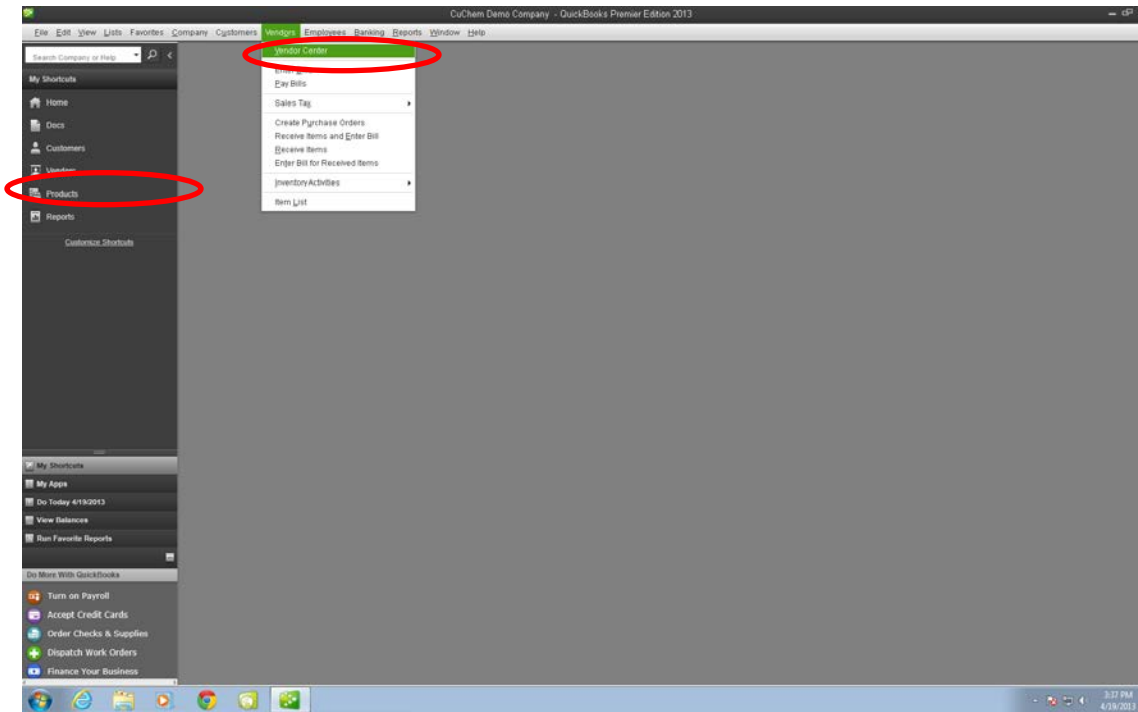 CuChem Demo Company - QuickBooks Premier Edition 2013
File Edit View Lists Favorites Company Customers Vendors Employees Banking Reports Window Help
Search Company or Help
My Shortcuts
Home
Docs
Customers
Vendors
Products
Reports
Customize Shortcuts
Vendor Center
Pay Bills
Sales Tax
Create Purchase Orders
Receive Items and Enter Bill
Receive Items
Enter Bill for Received Items
Inventory Activities
Item List
My Shortcuts
My Apps
Do Today 4/19/2013
View Balances
Run Favorite Reports
Do More With QuickBooks
Turn on Payroll
Accept Credit Cards
Order Checks & Supplies
Dispatch Work Orders
Finance Your Business
3:37 PM
4/19/2013